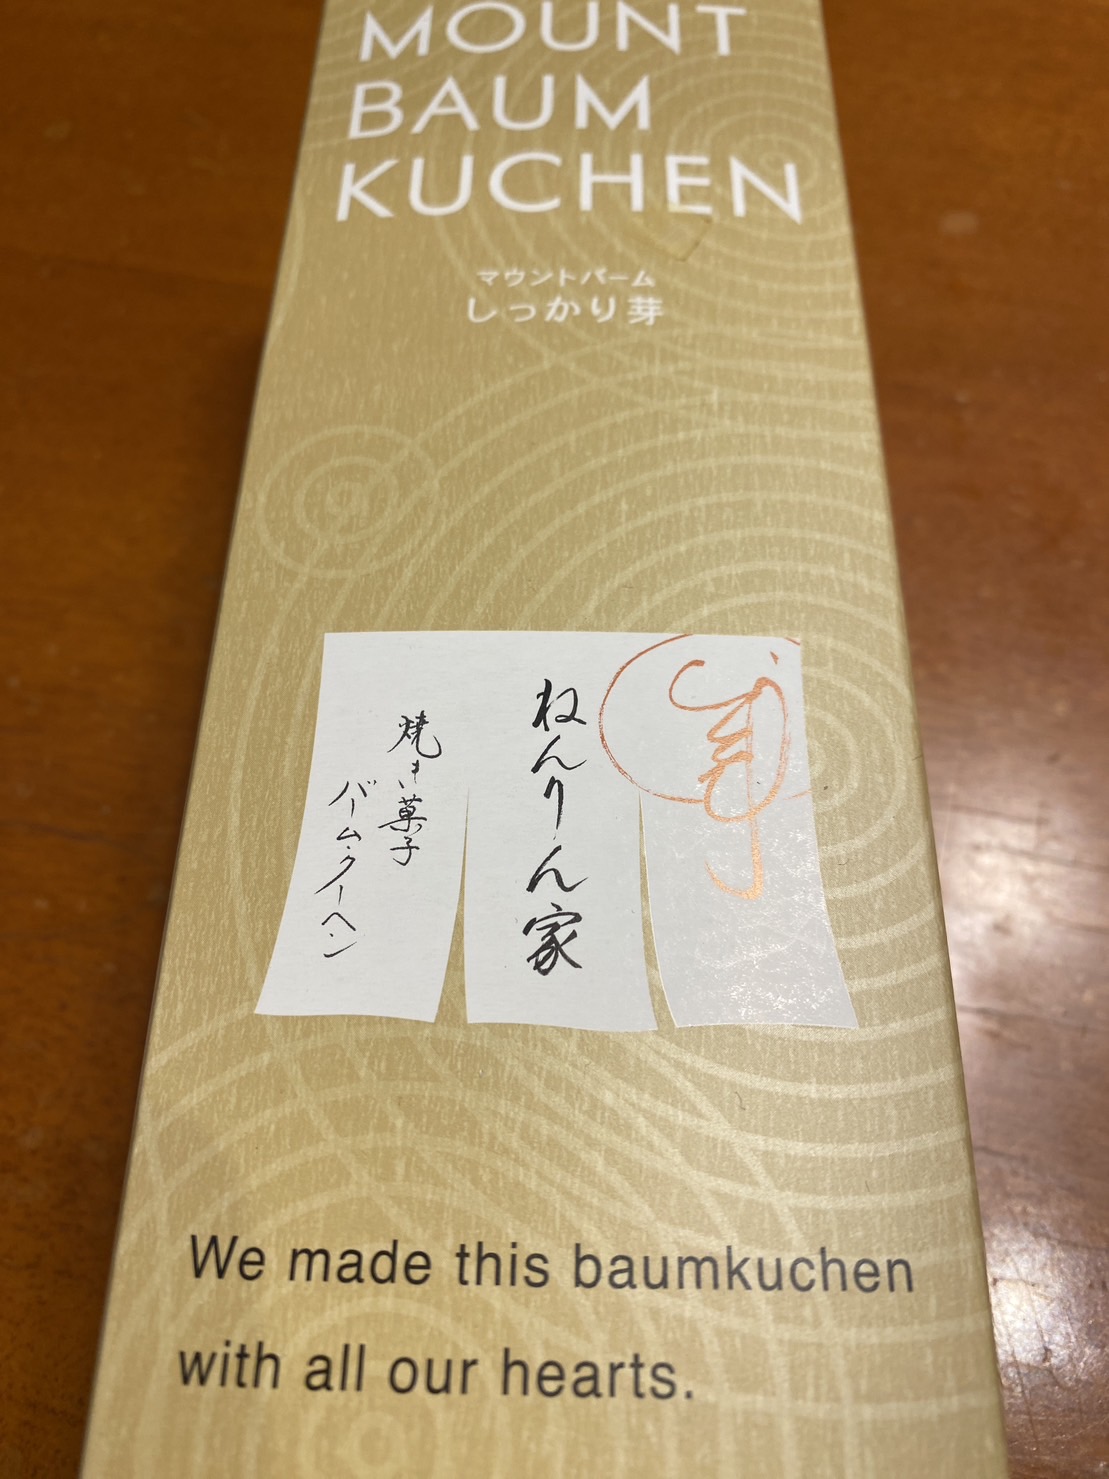 MOUNT
BAUM
KUCHEN
マウントバーム
しっかり芽
芽
ねんりん家
焼き菓子
バームクーヘン
We made this baumkuchen
with all our hearts.